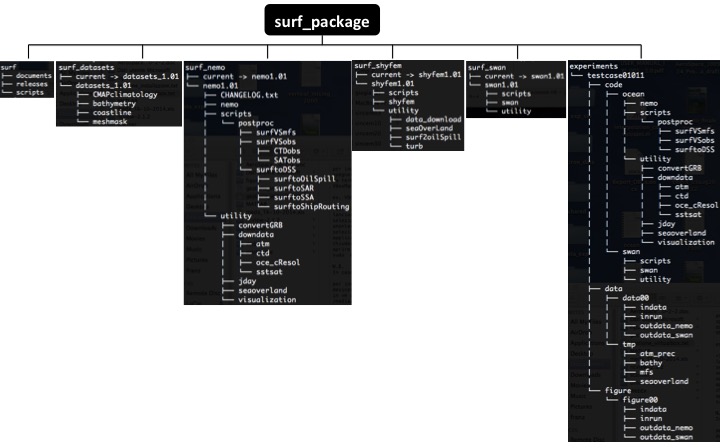 surf_package
surf
├── documents
├── releases
└── scripts
surf_datasets
├── current -> datasets_1.01
└── datasets_1.01
    ├── CMAPclimatology
    ├── bathymetry
    ├── coastline
    └── meshmask
surf_nemo
├── current -> nemo1.01
└── nemo1.01
    ├── CHANGELOG.txt
    ├── nemo
    ├── scripts
    │   └── postproc
    │       ├── surfVSmfs
    │       ├── surfVSobs
    │       │   ├── CTDobs
    │       │   └── SATobs
    │       └── surftoDSS
    │           ├── surftoOilSpill
    │           ├── surftoSAR
    │           ├── surftoSSA
    │           └── surftoShipRouting
    └── utility
        ├── convertGRB
        ├── downdata
        │   ├── atm
        │   ├── ctd
        │   ├── oce_cResol
        │   └── sstsat
        ├── jday
        ├── seaoverland
        └── visualization
surf_shyfem
├── current -> shyfem1.01
└── shyfem1.01
    ├── scripts
    ├── shyfem
    └── utility
        ├── data_download
        ├── seaOverLand
        ├── surf2oilSpill
        └── turb
surf_swan
├── current -> swan1.01
└── swan1.01
    ├── scripts
    ├── swan
    └── utility
experiments
└── testcase01011
    ├── code
    │   ├── ocean
    │   │   ├── nemo
    │   │   ├── scripts
    │   │   │   └── postproc
    │   │   │       ├── surfVSmfs
    │   │   │       ├── surfVSobs
    │   │   │       └── surftoDSS
    │   │   └── utility
    │   │       ├── convertGRB
    │   │       ├── downdata
    │   │       │   ├── atm
    │   │       │   ├── ctd
    │   │       │   ├── oce_cResol
    │   │       │   └── sstsat
    │   │       ├── jday
    │   │       ├── seaoverland
    │   │       └── visualization
    │   └── swan
    │       ├── scripts
    │       ├── swan
    │       └── utility
    ├── data
    │   ├── data00
    │   │   ├── indata
    │   │   ├── inrun
    │   │   ├── outdata_nemo
    │   │   └── outdata_swan
    │   └── tmp
    │       ├── atm_prec
    │       ├── bathy
    │       ├── mfs
    │       └── seaoverland
    └── figure
        └── figure00
            ├── indata
            ├── inrun
            ├── outdata_nemo
            └── outdata_swan